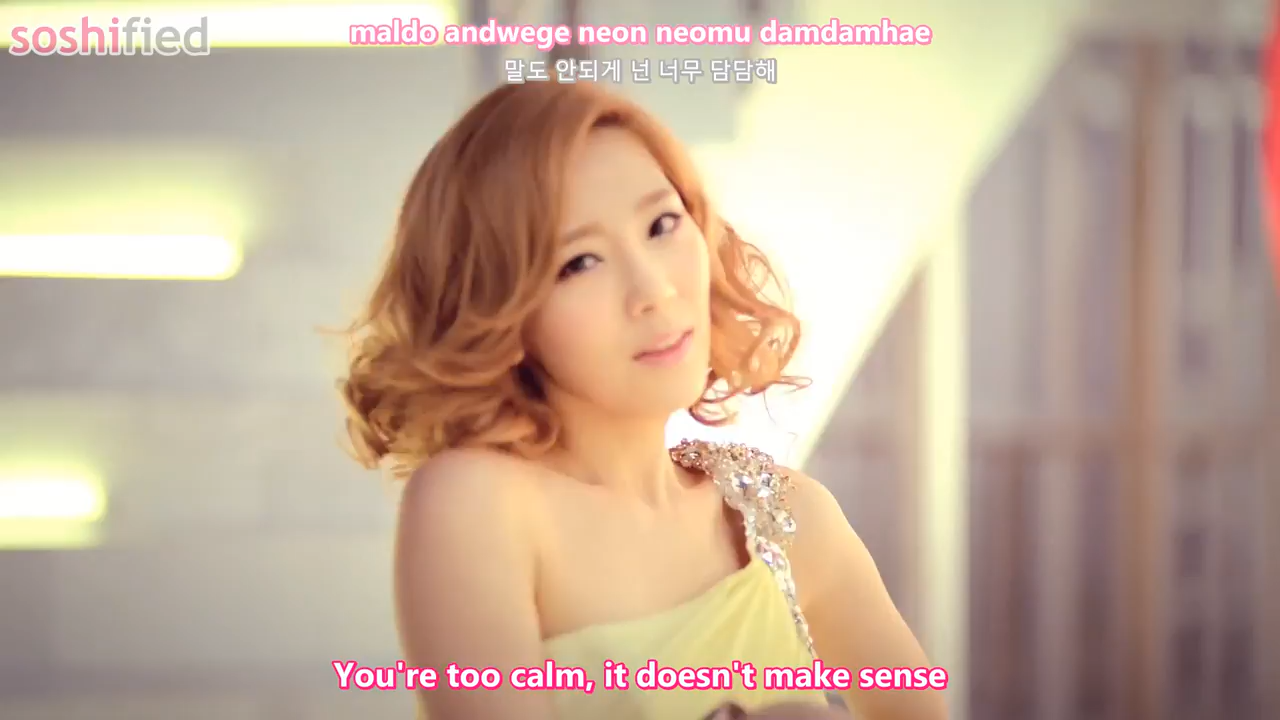 soshified
maldo andwege neon neomu damdamhae
말도 안되게 넌 너무 담담해
You're too calm, it doesn't make sense